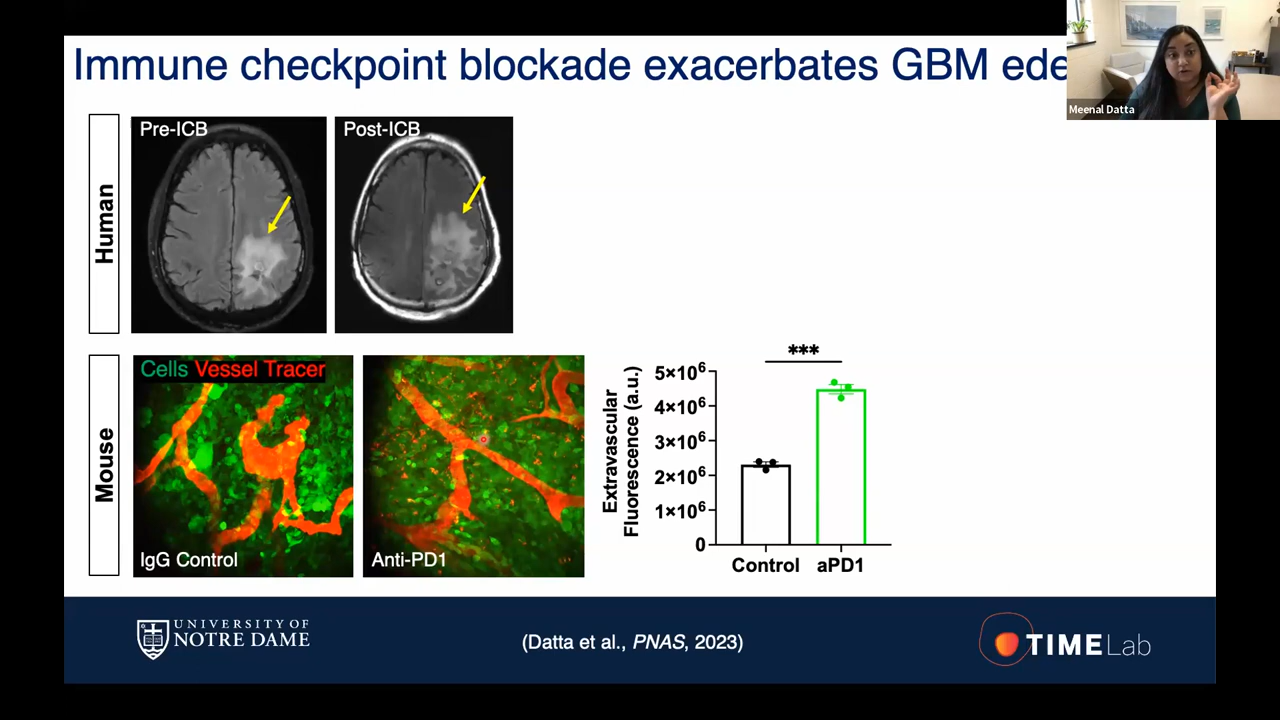 Immune checkpoint blockade exacerbates GBM ede
Meenal Datta
Human
Pre-ICB
Post-ICB
Mouse
Cells Vessel Tracer
IgG Control
Anti-PD1
Extravascular
Fluorescence (a.u.)
***
5×10⁶
4×10⁶
3×10⁶
2×10⁶
1×10⁶
0
Control aPD1
UNIVERSITY OF
NOTRE DAME
(Datta et al., PNAS, 2023)
TIME Lab